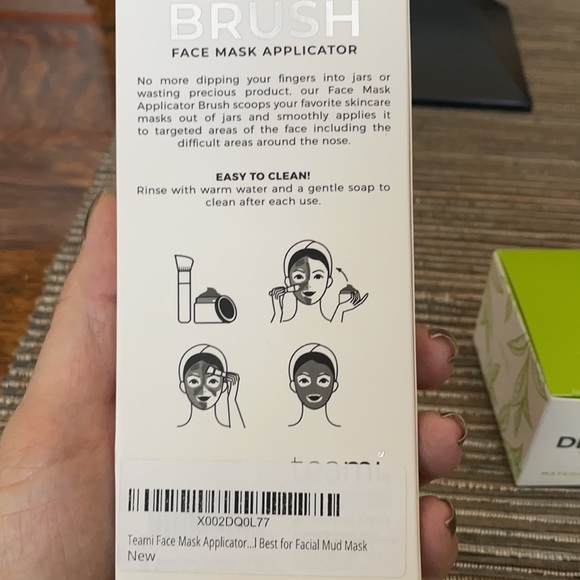 BRUSH
FACE MASK APPLICATOR
No more dipping your fingers into jars or
wasting precious product, our Face Mask
Applicator Brush scoops your favorite skincare
masks out of jars and smoothly applies it
to targeted areas of the face including the
difficult areas around the nose.
EASY TO CLEAN!
Rinse with warm water and a gentle soap to
clean after each use.
teami
X002DQ0L77
Teami Face Mask Applicator...l Best for Facial Mud Mask
New